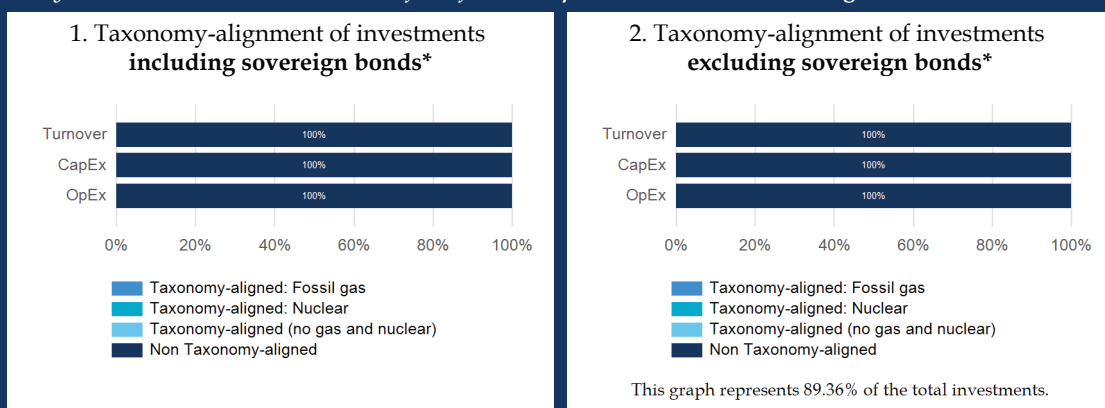 1. Taxonomy-alignment of investments
including sovereign bonds*
Turnover 100%
CapEx 100%
OpEx 100%
0% 20% 40% 60% 80% 100%
Taxonomy-aligned: Fossil gas
Taxonomy-aligned: Nuclear
Taxonomy-aligned (no gas and nuclear)
Non Taxonomy-aligned
2. Taxonomy-alignment of investments
excluding sovereign bonds*
Turnover 100%
CapEx 100%
OpEx 100%
0% 20% 40% 60% 80% 100%
Taxonomy-aligned: Fossil gas
Taxonomy-aligned: Nuclear
Taxonomy-aligned (no gas and nuclear)
Non Taxonomy-aligned
This graph represents 89.36% of the total investments.